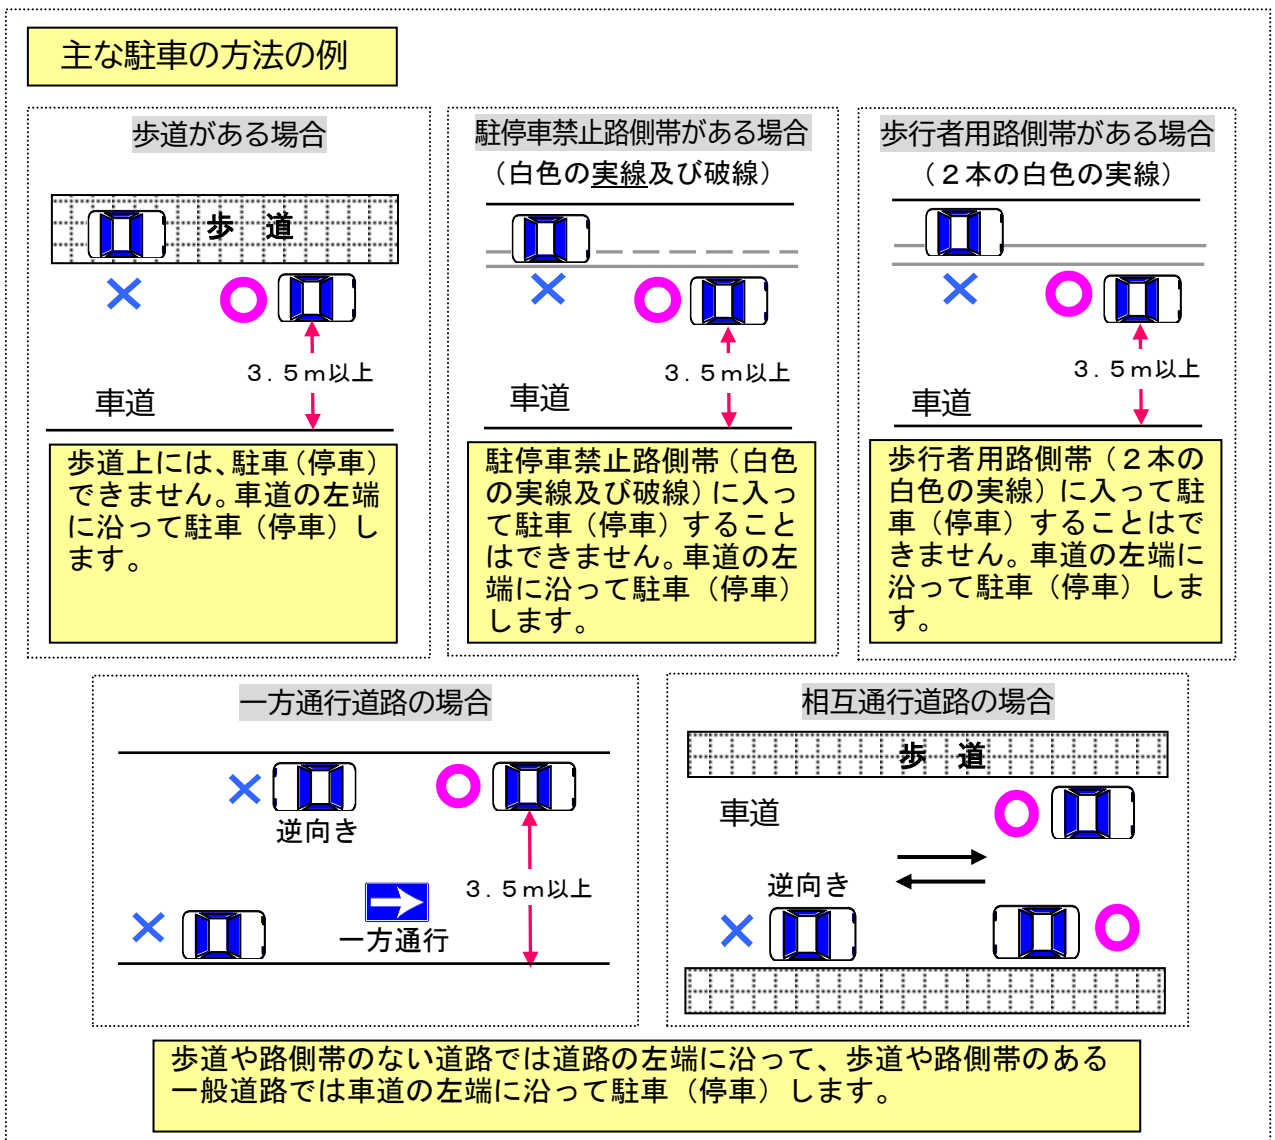 主な駐車の方法の例
歩道がある場合
歩 道
3.5m以上
車道
歩道上には、駐車(停車)
できません。車道の左端
に沿って駐車(停車)し
ます。
駐停車禁止路側帯がある場合
(白色の実線及び破線)
3.5m以上
車道
駐停車禁止路側帯(白色
の実線及び破線)に入っ
て駐車(停車)すること
はできません。車道の左
端に沿って駐車(停車)
します。
歩行者用路側帯がある場合
(2本の白色の実線)
3.5m以上
車道
歩行者用路側帯(2本の
白色の実線)に入って駐
車(停車)することはで
きません。車道の左端に
沿って駐車(停車)しま
す。
一方通行道路の場合
逆向き
3.5m以上
一方通行
相互通行道路の場合
歩 道
車道
逆向き
歩道や路側帯のない道路では道路の左端に沿って、歩道や路側帯のある
一般道路では車道の左端に沿って駐車(停車)します。